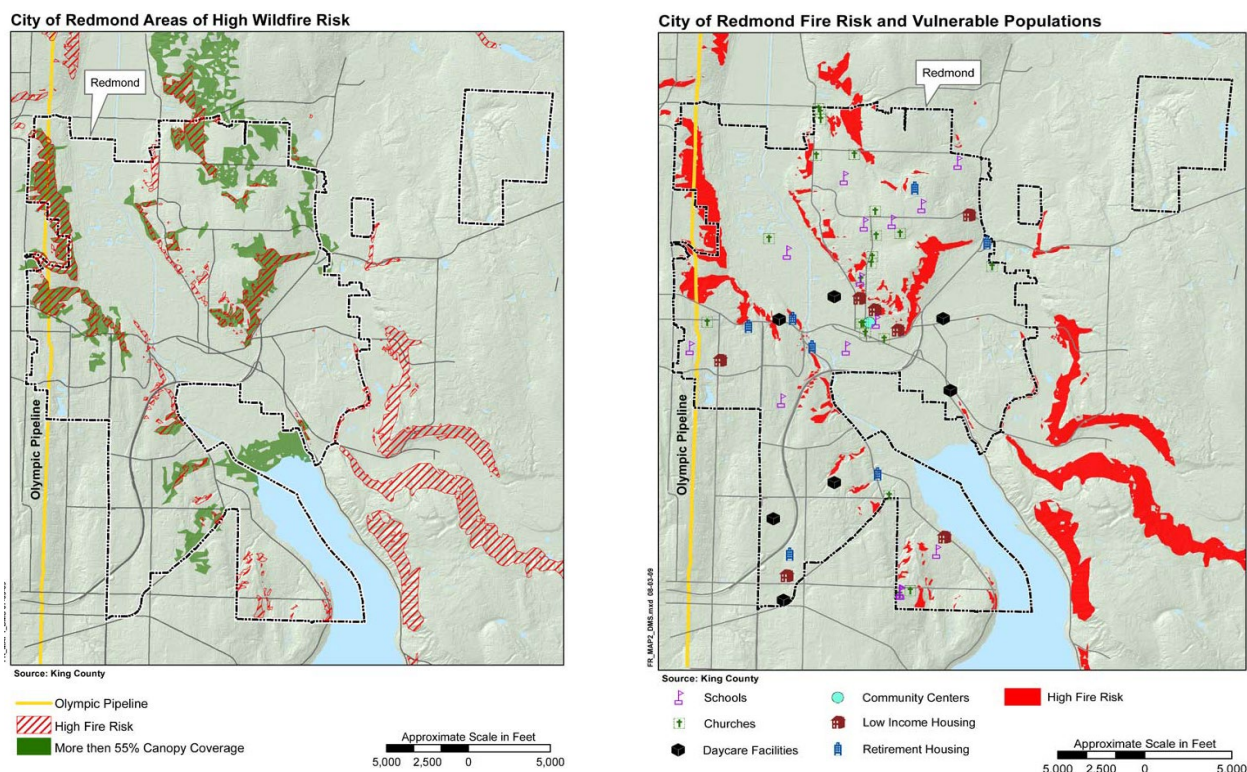 City of Redmond Areas of High Wildfire Risk
Redmond
Olympic Pipeline
Source: King County
Olympic Pipeline
High Fire Risk
More then 55% Canopy Coverage
Approximate Scale in Feet
5,000 2,500 0 5,000
City of Redmond Fire Risk and Vulnerable Populations
Redmond
Olympic Pipeline
FR_MAP2_DMS.mxd 08-03-09
Source: King County
Schools
Churches
Daycare Facilities
Community Centers
Low Income Housing
Retirement Housing
High Fire Risk
Approximate Scale in Feet
5,000 2,500 0 5,000